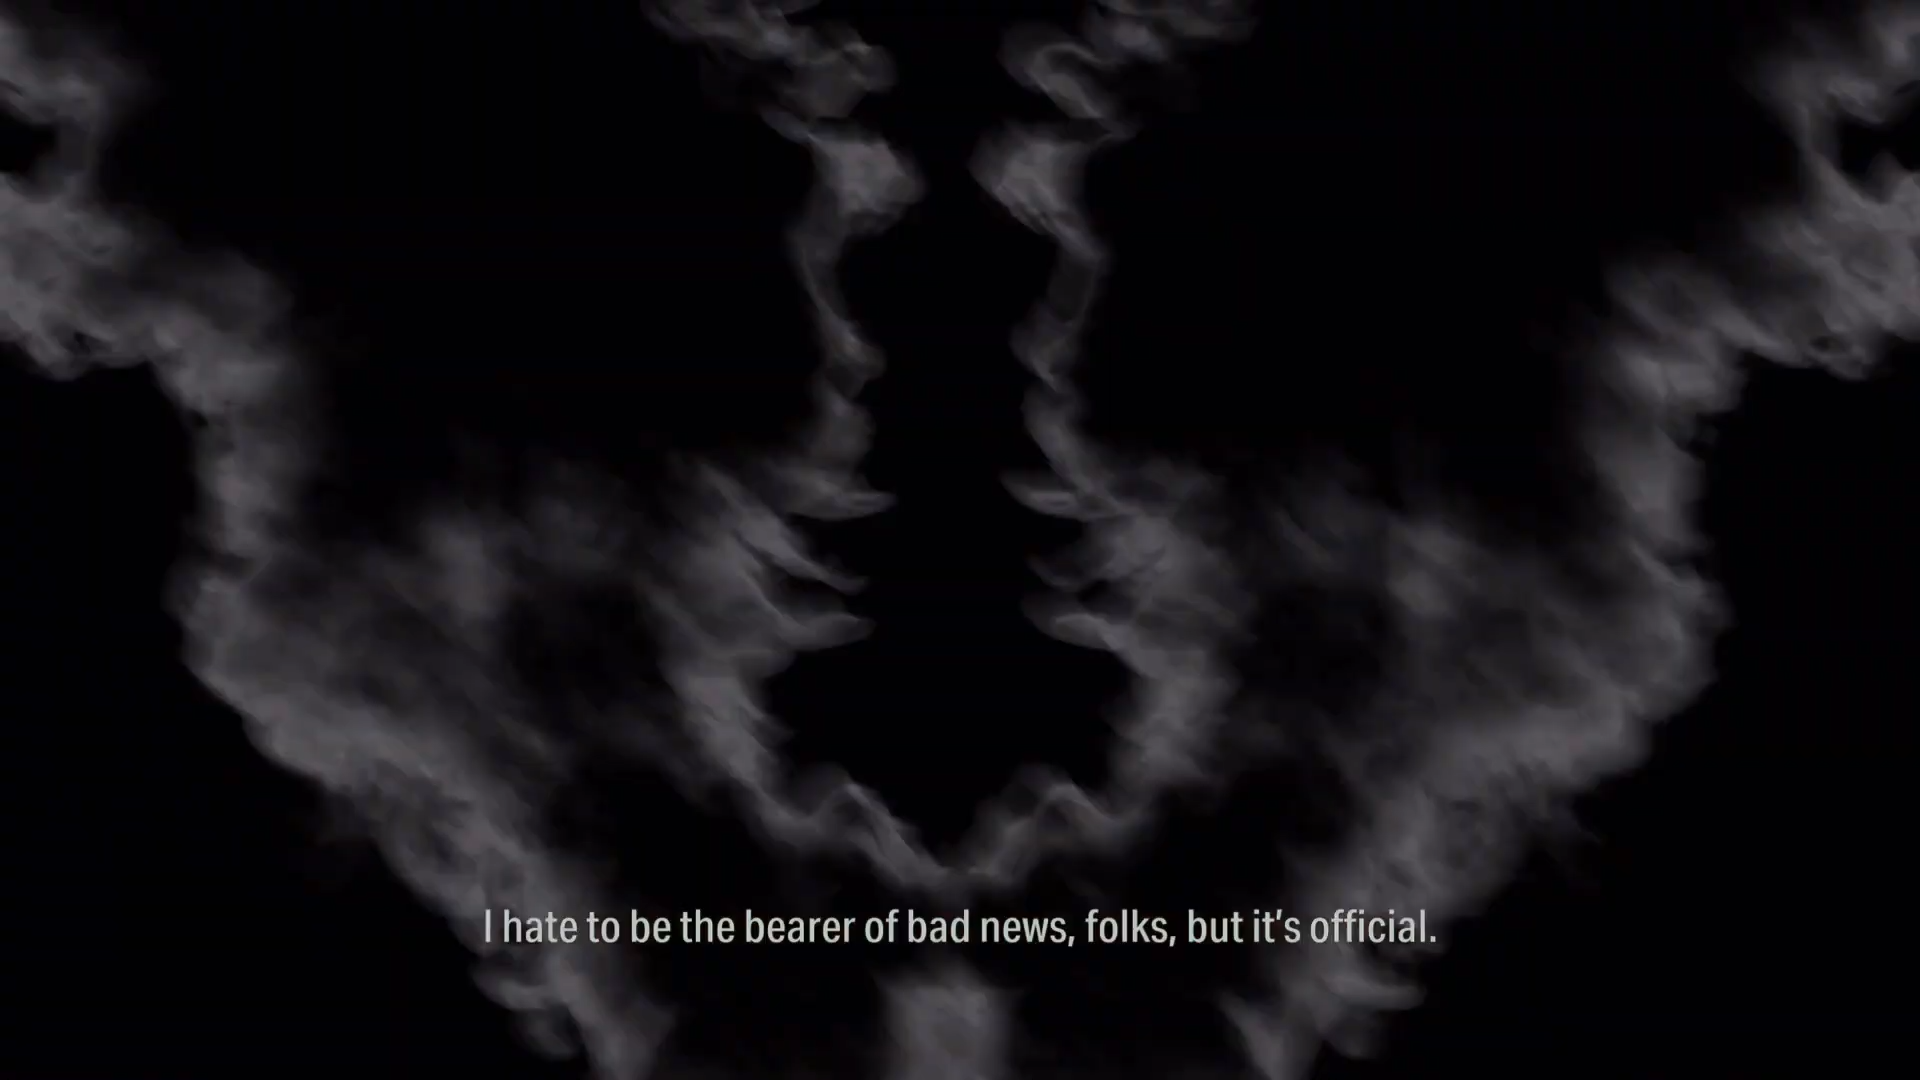 I hate to be the bearer of bad news, folks, but it's official.